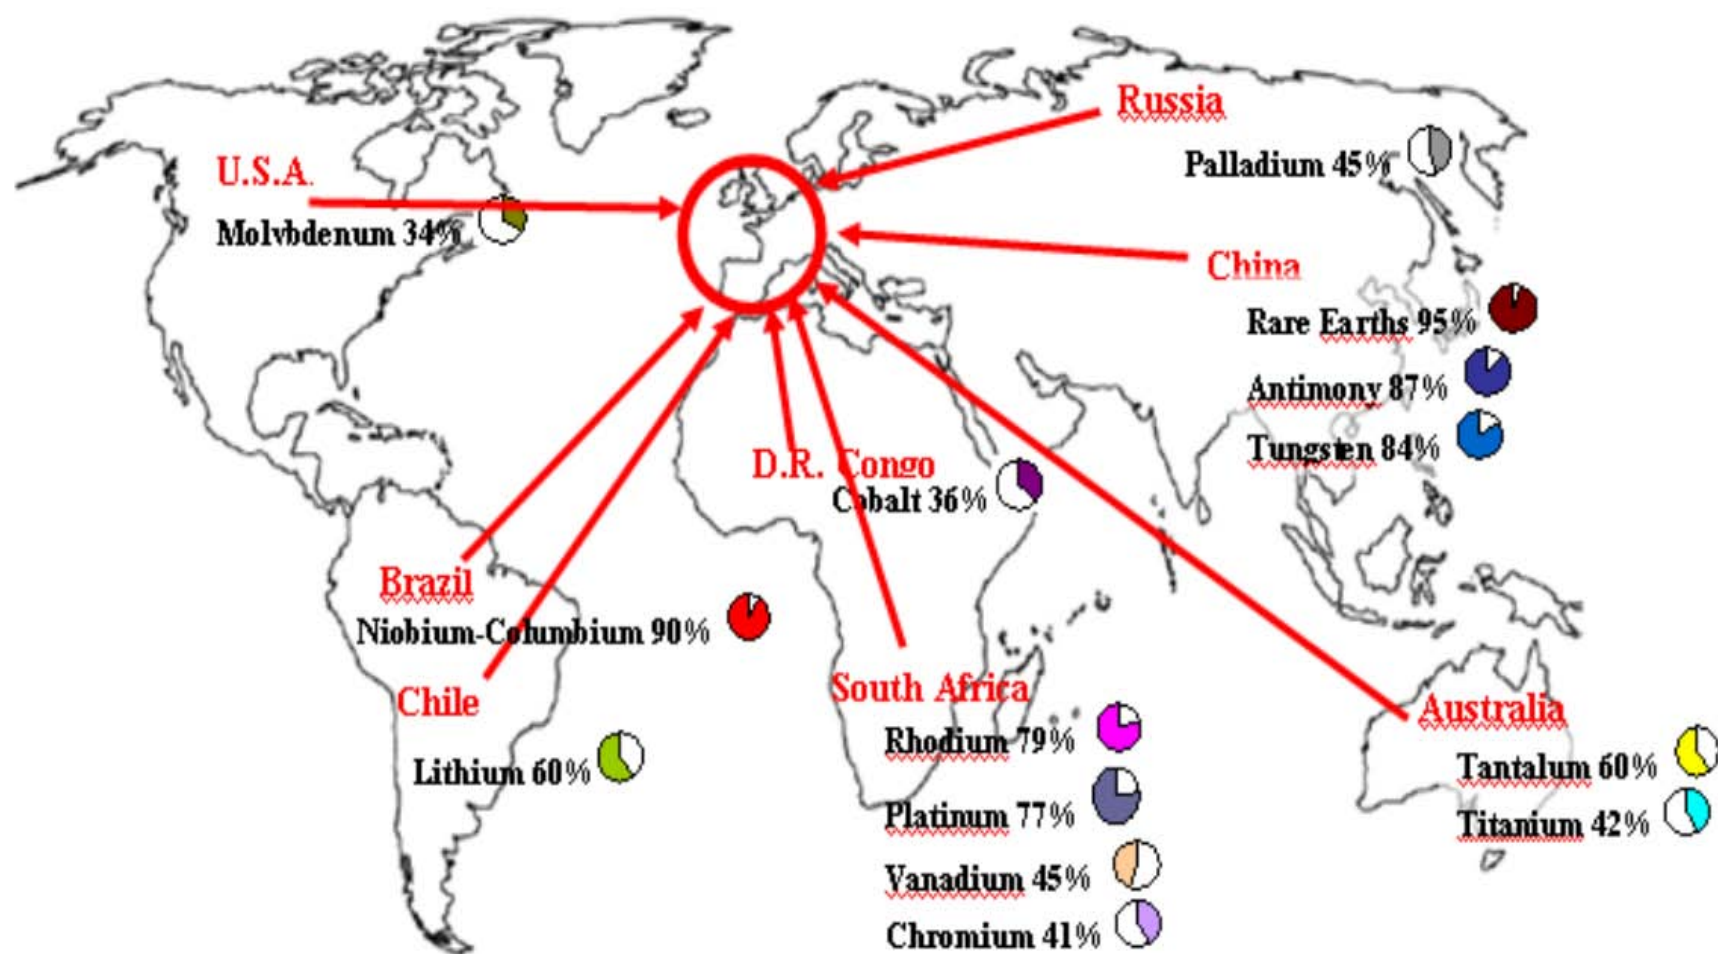 Russia
Palladium 45%
U.S.A.
Molvbdenum 34%
China
Rare Earths 95%
Antimony 87%
Tungsten 84%
D.R. Congo
Cobalt 36%
Brazil
Niobium-Columbium 90%
Chile
Lithium 60%
South Africa
Rhodium 79%
Platinum 77%
Vanadium 45%
Chromium 41%
Australia
Tantalum 60%
Titanium 42%